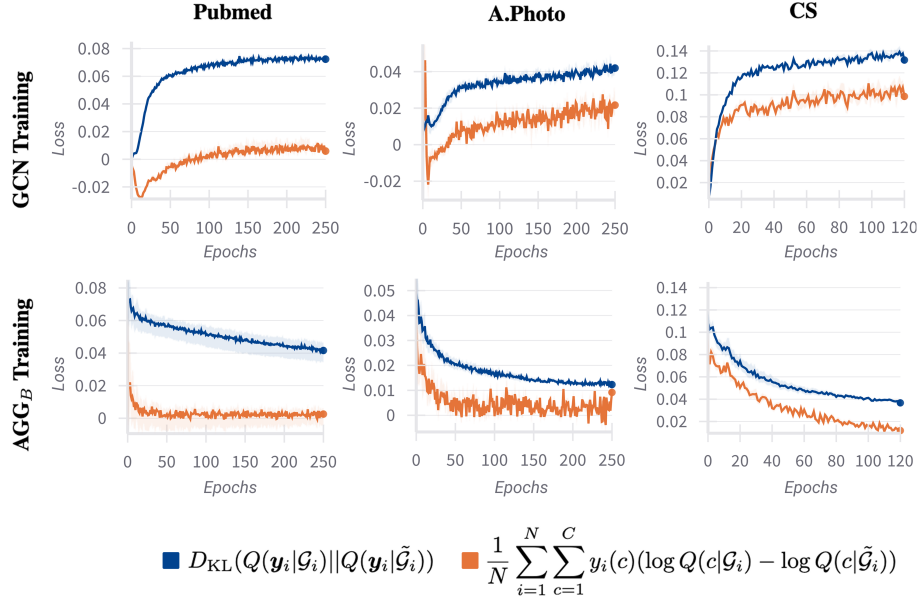 Pubmed A.Photo CS
GCN Training
Loss
0.08
0.06
0.04
0.02
0
-0.02
0 50 100 150 200 250
Epochs
Loss
0.04
0.02
0
-0.02
0 50 100 150 200 250
Epochs
Loss
0.14
0.12
0.1
0.08
0.06
0.04
0.02
0 20 40 60 80 100 120
Epochs
AGG_B Training
Loss
0.08
0.06
0.04
0.02
0
0 50 100 150 200 250
Epochs
Loss
0.05
0.04
0.03
0.02
0.01
0
0 50 100 150 200 250
Epochs
Loss
0.14
0.12
0.1
0.08
0.06
0.04
0.02
0 20 40 60 80 100 120
Epochs
D_KL(Q(y_i|𝒢_i)||Q(y_i|𝒢̃_i))
1/N ∑_{i=1}^{N} ∑_{c=1}^{C} y_i(c)(log Q(c|𝒢_i) − log Q(c|𝒢̃_i))